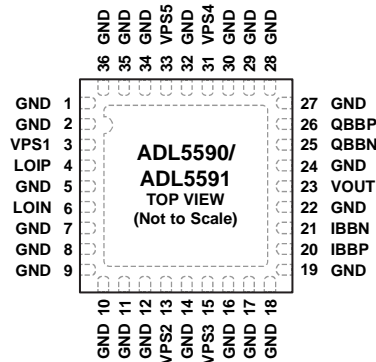 36 GND
35 GND
34 GND
33 VPS5
32 GND
31 VPS4
30 GND
29 GND
28 GND
GND 1
GND 2
VPS1 3
LOIP 4
GND 5
LOIN 6
GND 7
GND 8
GND 9
ADL5590/
ADL5591
TOP VIEW
(Not to Scale)
27 GND
26 QBBP
25 QBBN
24 GND
23 VOUT
22 GND
21 IBBN
20 IBBP
19 GND
GND 10
GND 11
GND 12
VPS2 13
GND 14
VPS3 15
GND 16
GND 17
GND 18